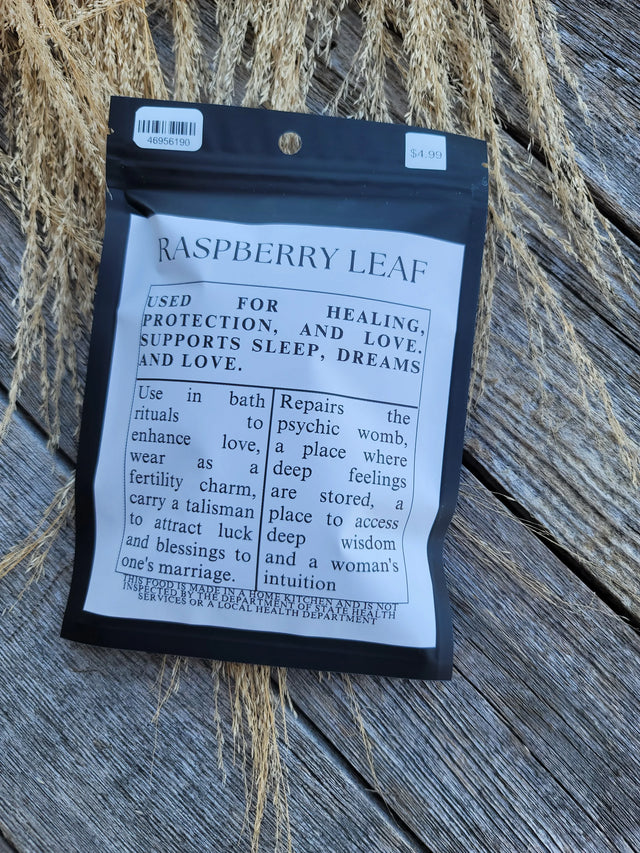 46956190
$4.99
RASPBERRY LEAF
USED FOR HEALING,
PROTECTION, AND LOVE.
SUPPORTS SLEEP, DREAMS
AND LOVE.
Use in bath
rituals to
enhance love,
wear as a
fertility charm,
carry a talisman
to attract luck
and blessings to
one's marriage.
Repairs the
psychic womb,
a place where
deep feelings
are stored, a
place to access
deep wisdom
and a woman's
intuition
THIS FOOD IS MADE IN A HOME KITCHEN AND IS NOT
INSPECTED BY THE DEPARTMENT OF STATE HEALTH
SERVICES OR A LOCAL HEALTH DEPARTMENT